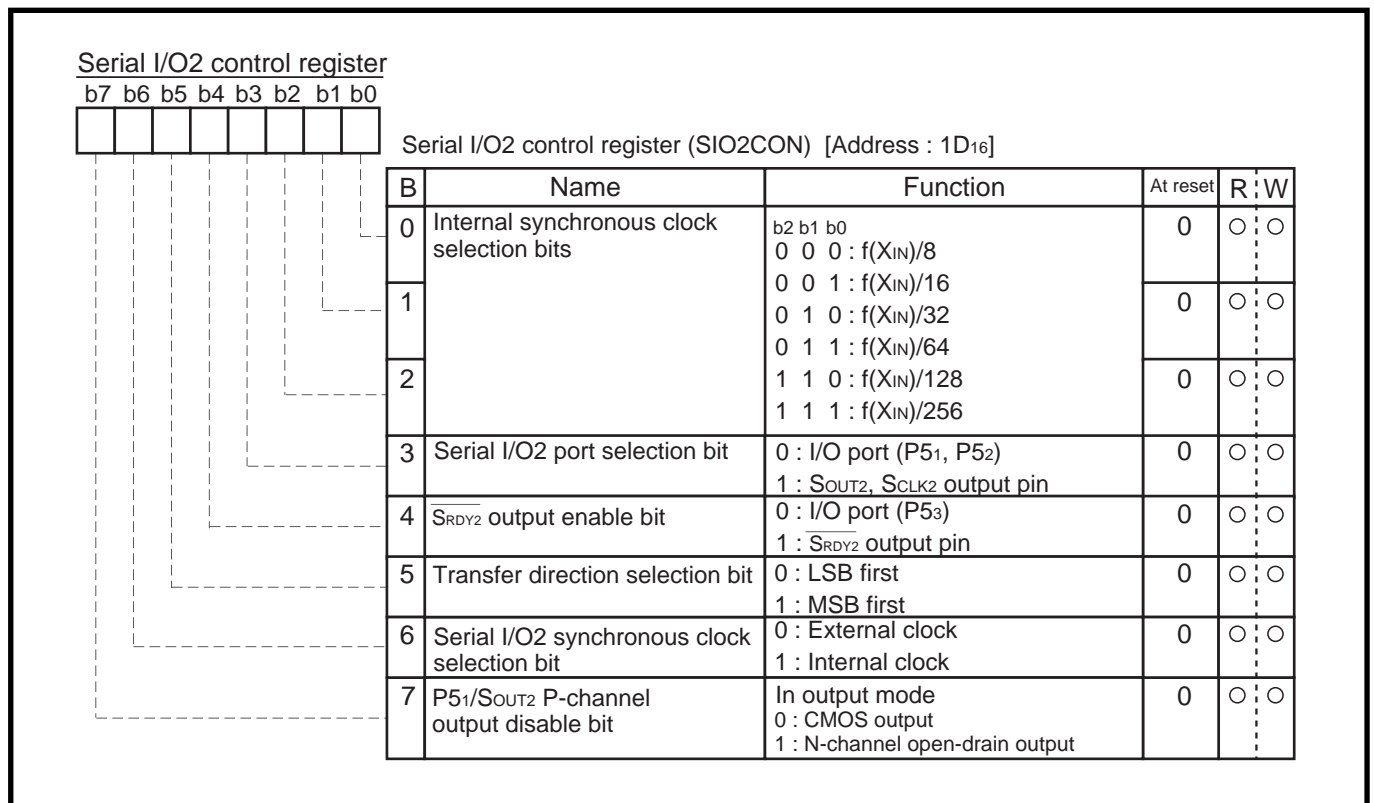 Serial I/O2 control register
b7 b6 b5 b4 b3 b2 b1 b0
Serial I/O2 control register (SIO2CON) [Address : 1D16]
B Name Function At reset R W
0 Internal synchronous clock selection bits
b2 b1 b0
0 0 0 : f(XIN)/8
0 0 1 : f(XIN)/16
0 1 0 : f(XIN)/32
0 1 1 : f(XIN)/64
1 1 0 : f(XIN)/128
1 1 1 : f(XIN)/256
0 ○ ○
1 0 ○ ○
2 0 ○ ○
3 Serial I/O2 port selection bit
0 : I/O port (P51, P52)
1 : SOUT2, SCLK2 output pin
0 ○ ○
4 SRDY2 output enable bit
0 : I/O port (P53)
1 : SRDY2 output pin
0 ○ ○
5 Transfer direction selection bit
0 : LSB first
1 : MSB first
0 ○ ○
6 Serial I/O2 synchronous clock
selection bit
0 : External clock
1 : Internal clock
0 ○ ○
7 P51/SOUT2 P-channel
output disable bit
In output mode
0 : CMOS output
1 : N-channel open-drain output
0 ○ ○